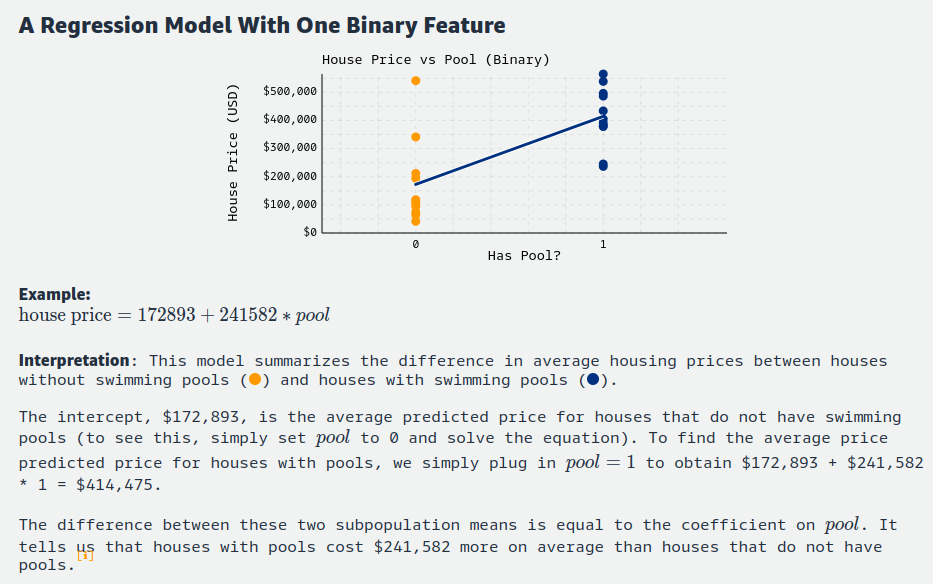 A Regression Model With One Binary Feature
House Price vs Pool (Binary)
House Price (USD)
$500,000
$400,000
$300,000
$200,000
$100,000
$0
0
1
Has Pool?
Example:
house price = 172893 + 241582 ∗ pool
Interpretation: This model summarizes the difference in average housing prices between houses
without swimming pools ( ) and houses with swimming pools ( ).
The intercept, $172,893, is the average predicted price for houses that do not have swimming
pools (to see this, simply set pool to 0 and solve the equation). To find the average price
predicted price for houses with pools, we simply plug in pool = 1 to obtain $172,893 + $241,582
* 1 = $414,475.
The difference between these two subpopulation means is equal to the coefficient on pool. It
tells us that houses with pools cost $241,582 more on average than houses that do not have
pools. [i]